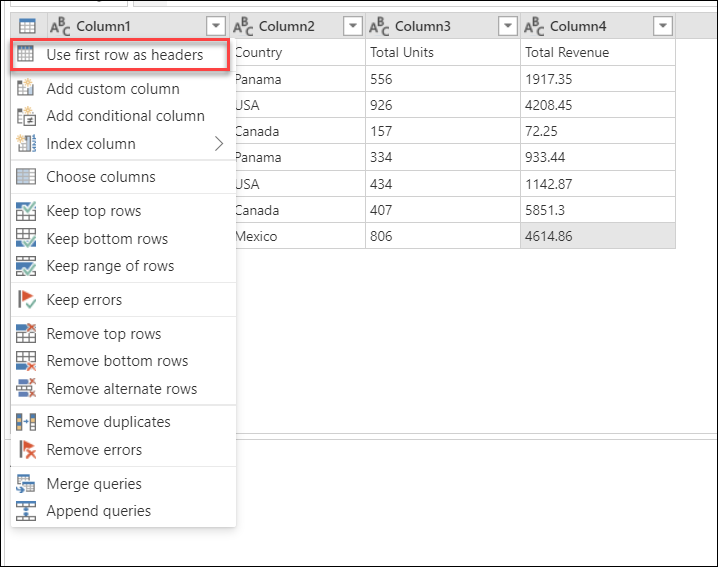 ABC Column1 ABC Column2 ABC Column3 ABC Column4
Use first row as headers
Country Total Units Total Revenue
Panama 556 1917.35
Add custom column
USA 926 4208.45
Add conditional column
Canada 157 72.25
Index column
Panama 334 933.44
Choose columns
USA 434 1142.87
Keep top rows
Canada 407 5851.3
Keep bottom rows
Mexico 806 4614.86
Keep range of rows
Keep errors
Remove top rows
Remove bottom rows
Remove alternate rows
Remove duplicates
Remove errors
Merge queries
Append queries